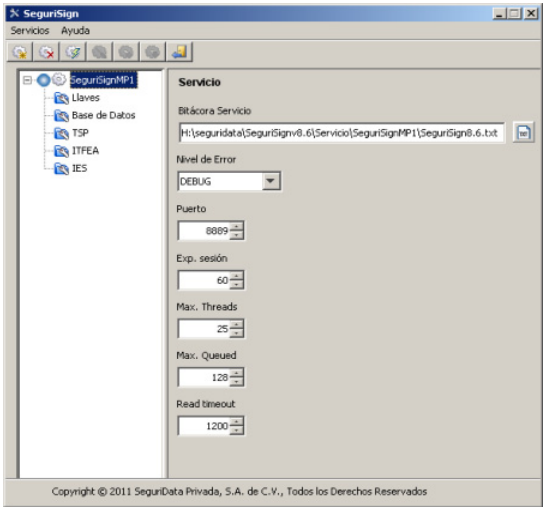 SeguriSign
Servicios Ayuda
SeguriSignMP1
Llaves
Base de Datos
TSP
ITFEA
IES
Servicio
Bitácora Servicio
H:\seguridata\SeguriSignv8.6\Servicio\SeguriSignMP1\SeguriSign8.6.txt
Nivel de Error
DEBUG
Puerto
8889
Exp. sesión
60
Max. Threads
25
Max. Queued
128
Read timeout
1200
Copyright © 2011 SeguriData Privada, S.A. de C.V., Todos los Derechos Reservados